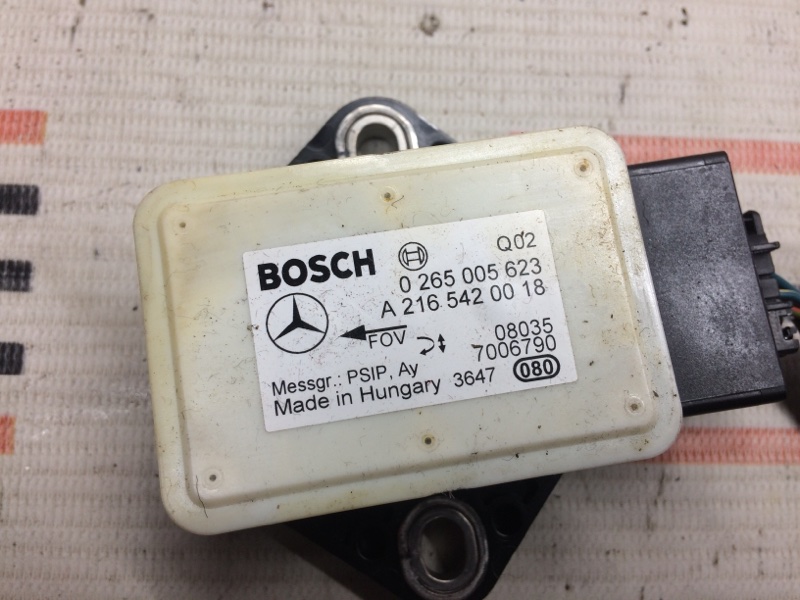 BOSCH
Q02
0 265 005 623
A 216 542 00 18
FOV
08035
7006790
Messgr.: PSIP, Ay
Made in Hungary 3647 080